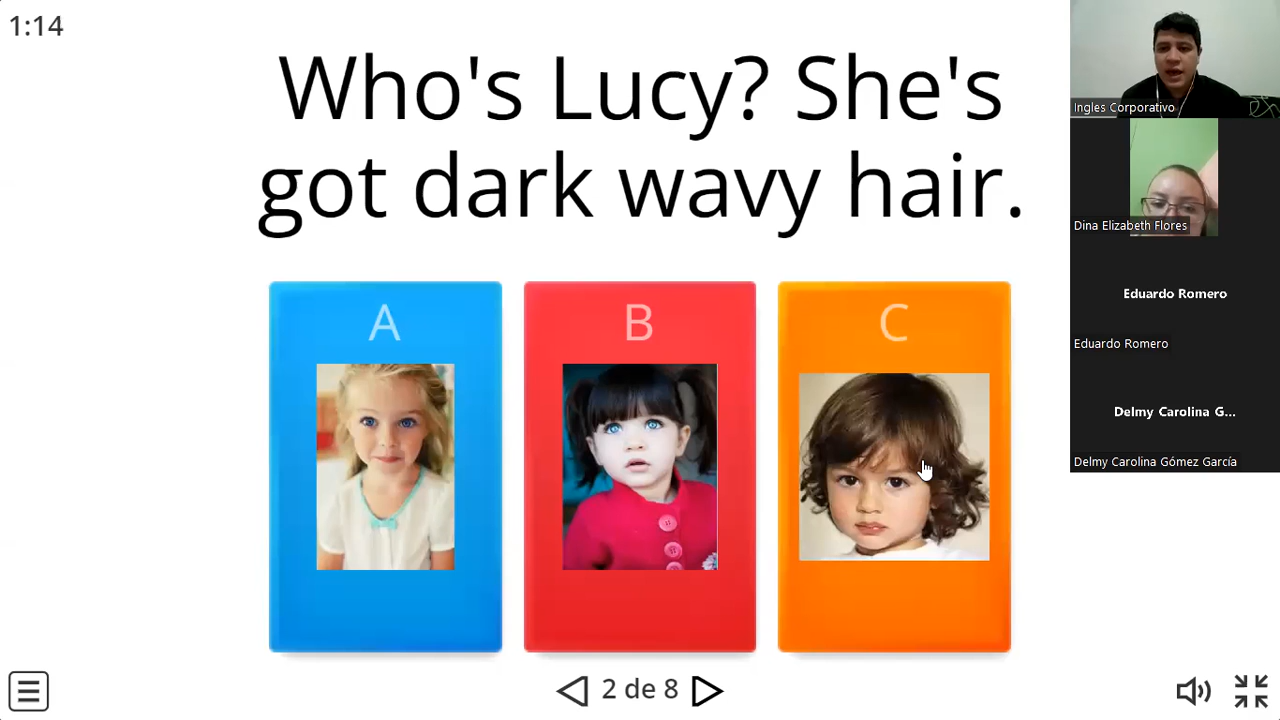 1:14
Who's Lucy? She's
got dark wavy hair.
A
B
C
2 de 8
Ingles Corporativo
Dina Elizabeth Flores
Eduardo Romero
Eduardo Romero
Delmy Carolina G...
Delmy Carolina Gómez García